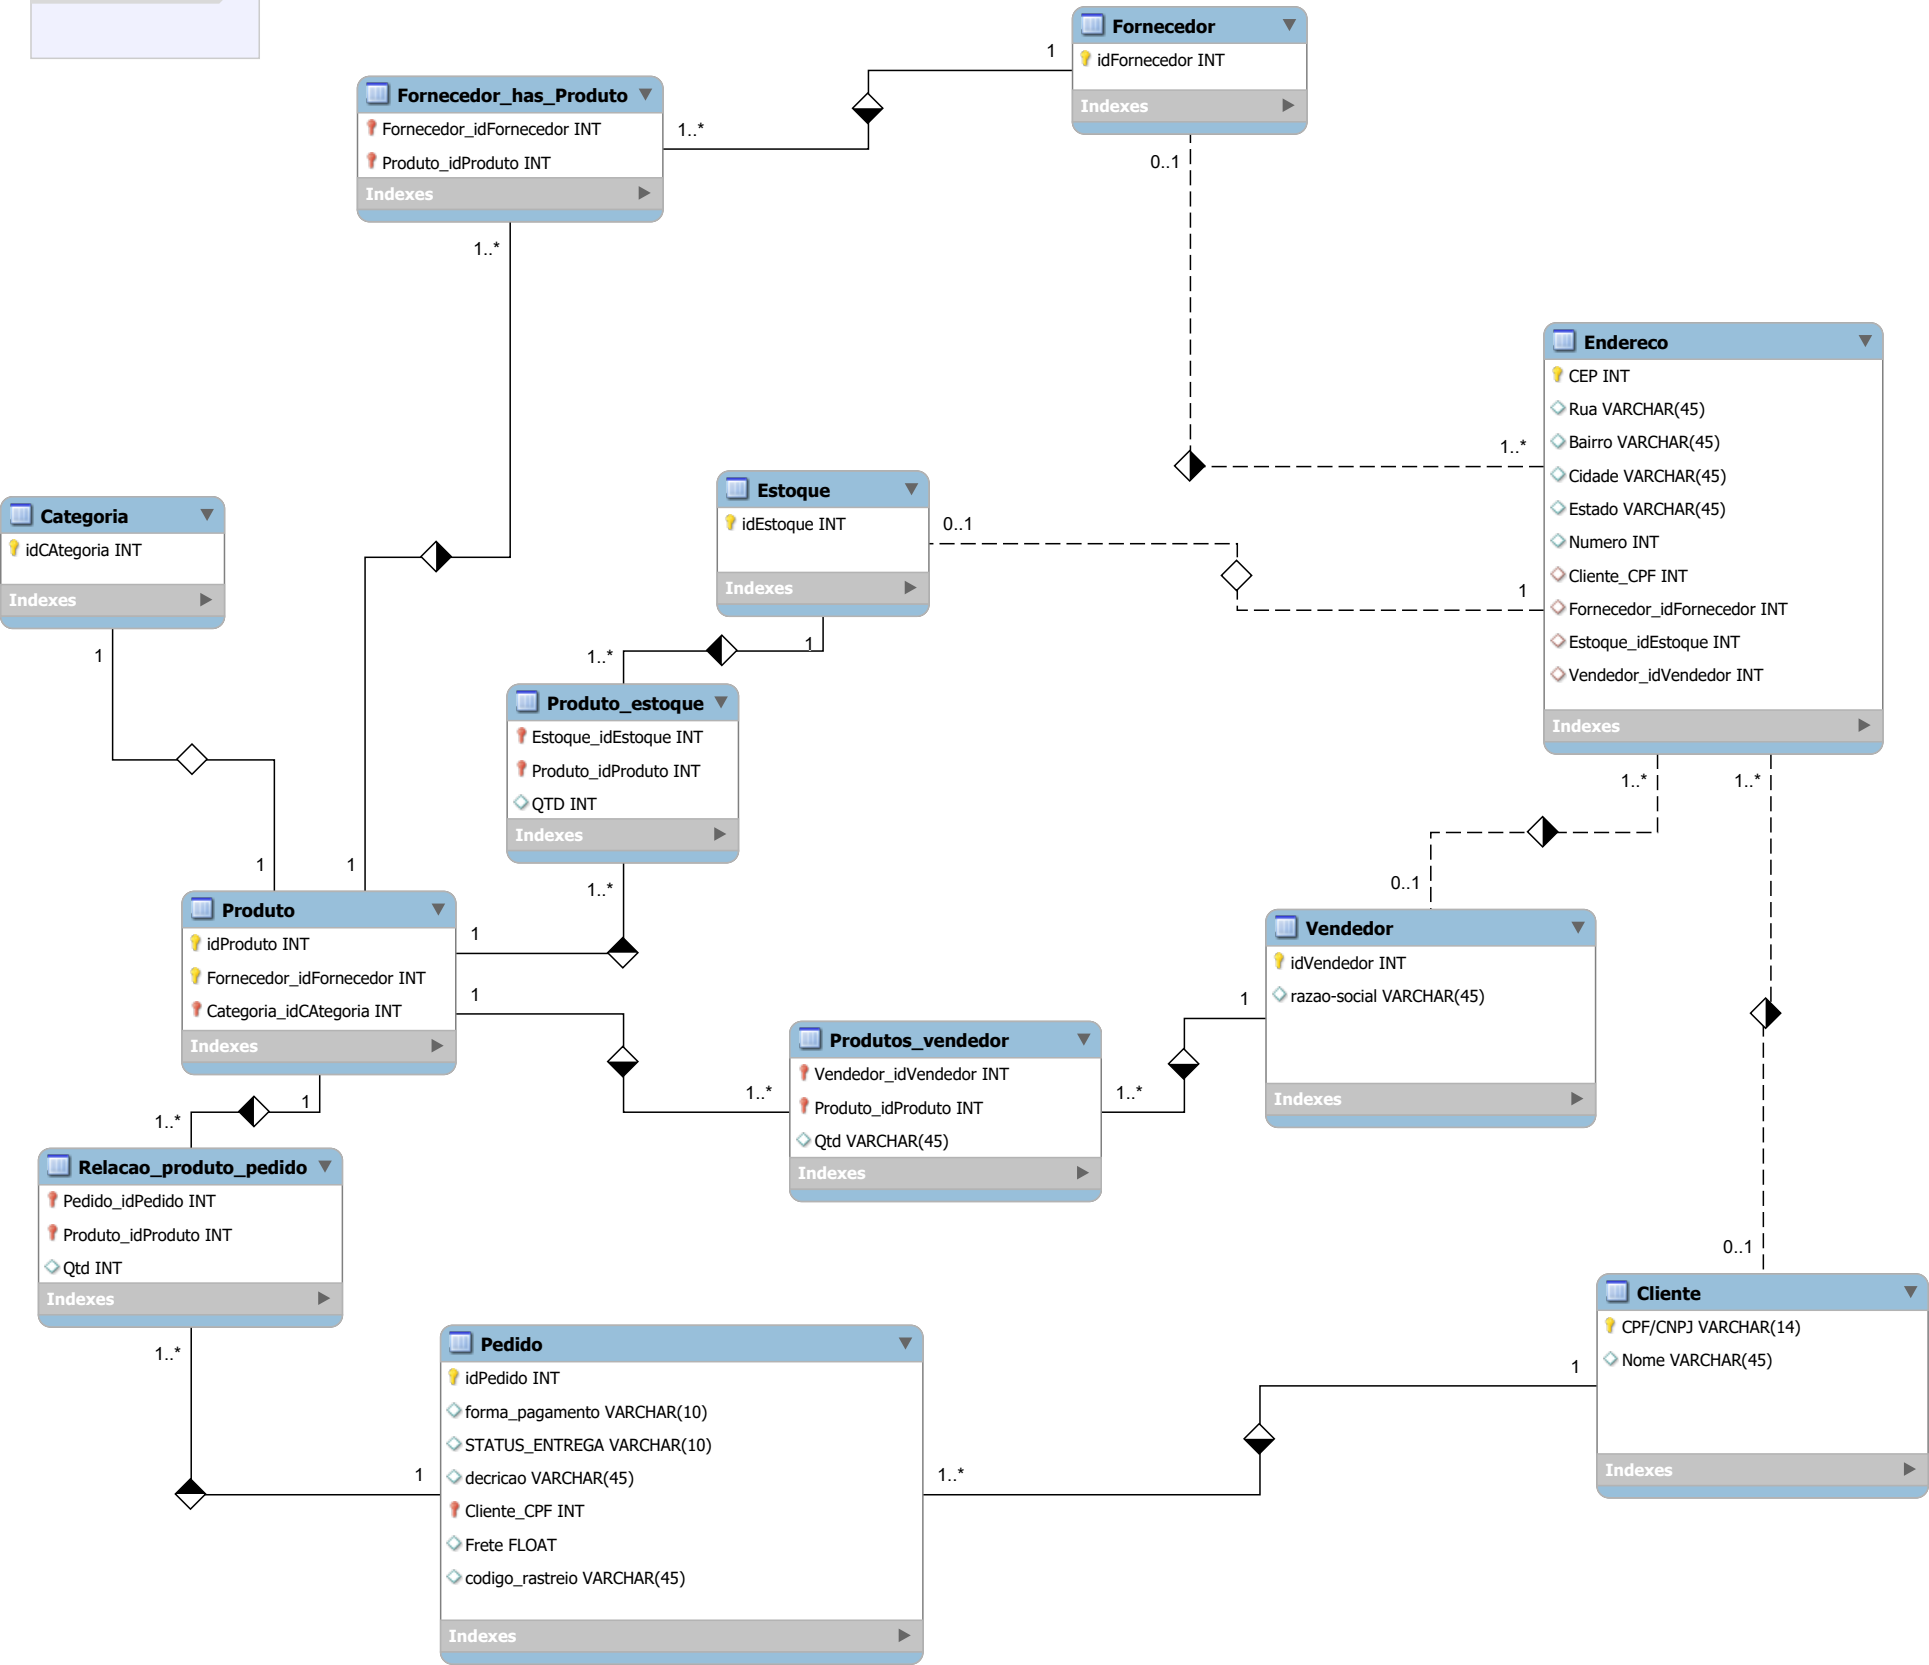 Fornecedor
idFornecedor INT
Indexes
1
0..1
Fornecedor_has_Produto
Fornecedor_idFornecedor INT
Produto_idProduto INT
Indexes
1..*
1..*
Endereco
CEP INT
Rua VARCHAR(45)
Bairro VARCHAR(45)
Cidade VARCHAR(45)
Estado VARCHAR(45)
Numero INT
Cliente_CPF INT
Fornecedor_idFornecedor INT
Estoque_idEstoque INT
Vendedor_idVendedor INT
Indexes
1..*
1
1..*
1..*
Estoque
idEstoque INT
Indexes
0..1
1
Categoria
idCAtegoria INT
Indexes
1
1..*
Produto_estoque
Estoque_idEstoque INT
Produto_idProduto INT
QTD INT
Indexes
1..*
1
1
Produto
idProduto INT
Fornecedor_idFornecedor INT
Categoria_idCAtegoria INT
Indexes
1
1
1
0..1
Vendedor
idVendedor INT
razao-social VARCHAR(45)
Indexes
1
Produtos_vendedor
Vendedor_idVendedor INT
Produto_idProduto INT
Qtd VARCHAR(45)
Indexes
1..*
1..*
1..*
Relacao_produto_pedido
Pedido_idPedido INT
Produto_idProduto INT
Qtd INT
Indexes
1..*
Pedido
idPedido INT
forma_pagamento VARCHAR(10)
STATUS_ENTREGA VARCHAR(10)
decricao VARCHAR(45)
Cliente_CPF INT
Frete FLOAT
codigo_rastreio VARCHAR(45)
Indexes
1
1..*
0..1
Cliente
CPF/CNPJ VARCHAR(14)
Nome VARCHAR(45)
Indexes
1